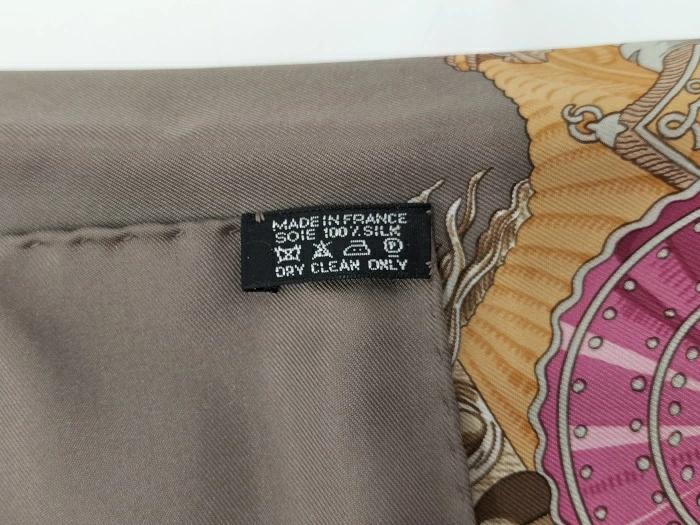 MADE IN FRANCE
SOIE 100% SILK
DRY CLEAN ONLY